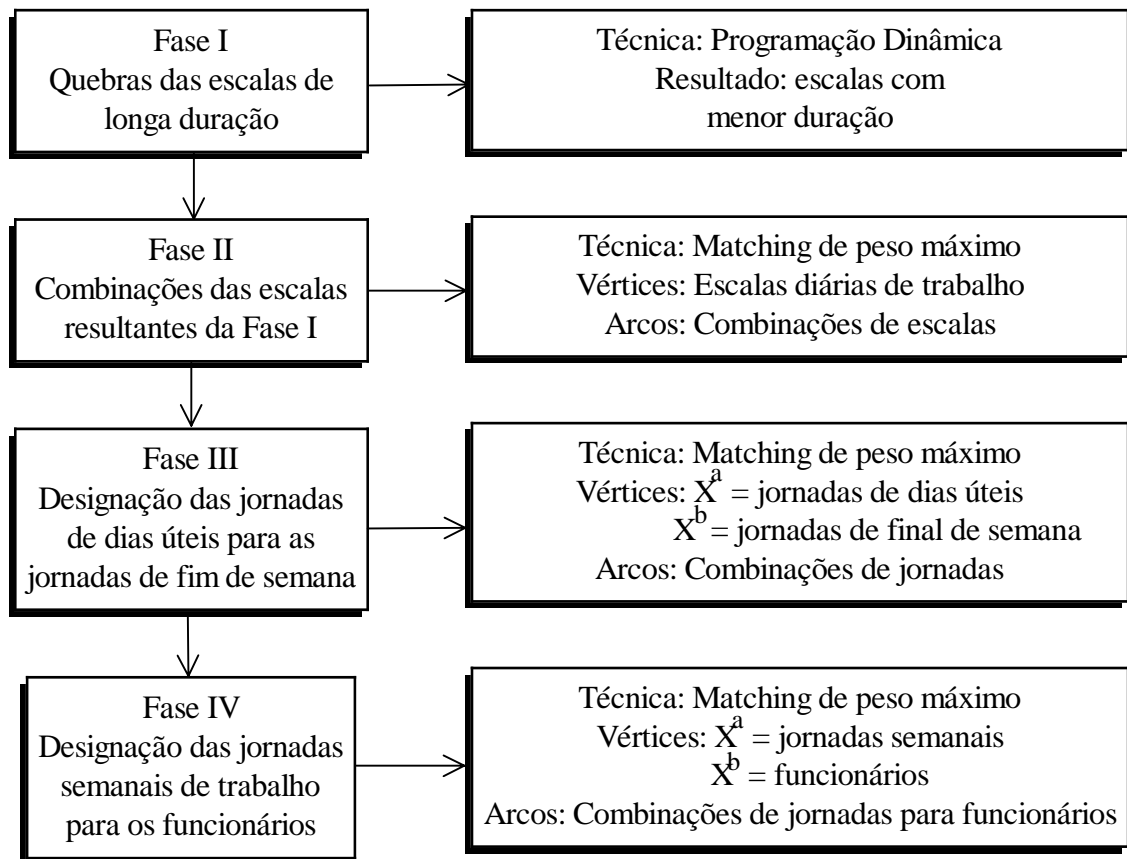 Fase I
Quebras das escalas de
longa duração
Técnica: Programação Dinâmica
Resultado: escalas com
menor duração
Fase II
Combinações das escalas
resultantes da Fase I
Técnica: Matching de peso máximo
Vértices: Escalas diárias de trabalho
Arcos: Combinações de escalas
Fase III
Designação das jornadas
de dias úteis para as
jornadas de fim de semana
Técnica: Matching de peso máximo
Vértices: X^a = jornadas de dias úteis
X^b = jornadas de final de semana
Arcos: Combinações de jornadas
Fase IV
Designação das jornadas
semanais de trabalho
para os funcionários
Técnica: Matching de peso máximo
Vértices: X^a = jornadas semanais
X^b = funcionários
Arcos: Combinações de jornadas para funcionários